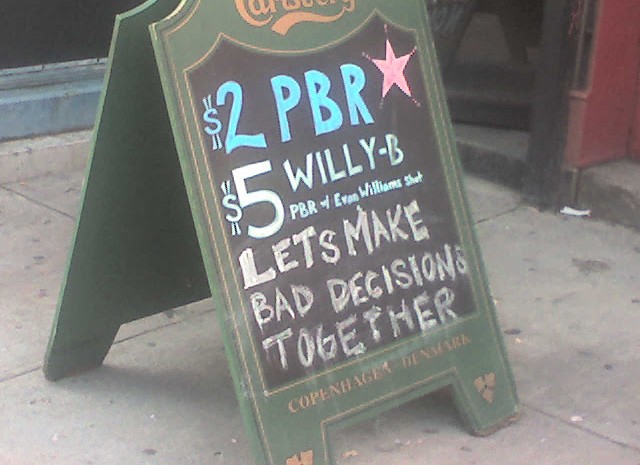 Carlsberg
$2 PBR
$5 WILLY-B
PBR w/ Evan Williams Shot
LETS MAKE
BAD DECISIONS
TOGETHER
COPENHAGEN DENMARK